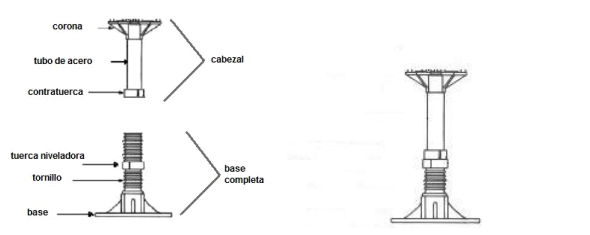 corona
tubo de acero
cabezal
contratuerca
tuerca niveladora
tornillo
base
completa
base